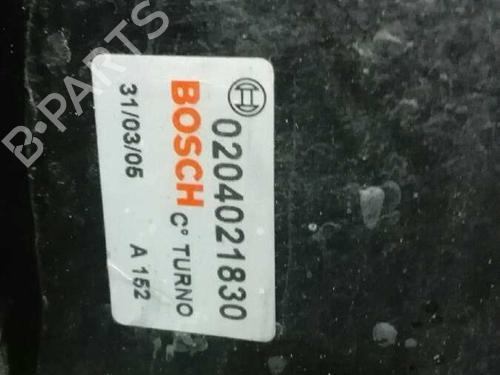 0204021830
BOSCH C° TURNO
31/03/05 A 152
B-PARTS